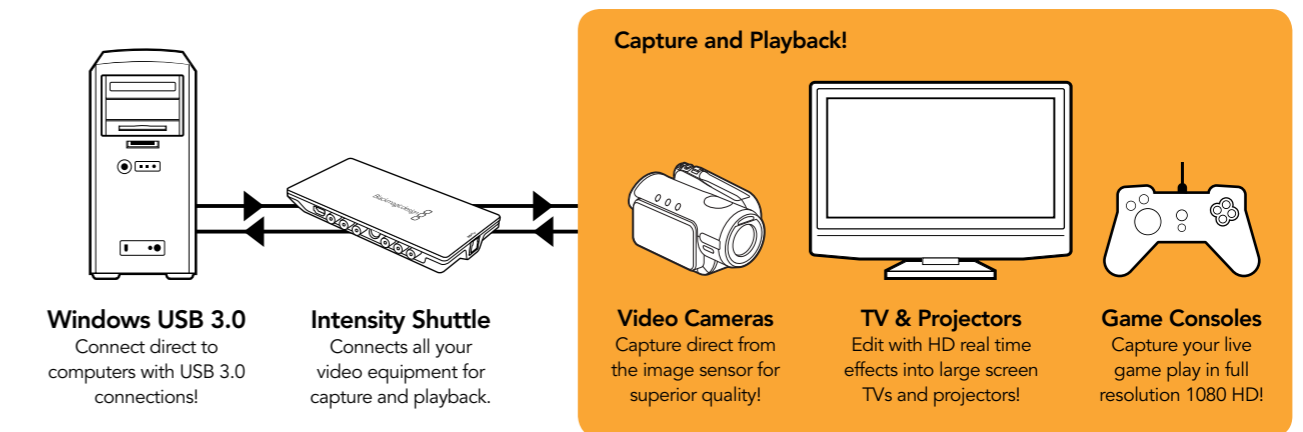 Capture and Playback!
Blackmagicdesign
Windows USB 3.0
Connect direct to
computers with USB 3.0
connections!
Intensity Shuttle
Connects all your
video equipment for
capture and playback.
Video Cameras
Capture direct from
the image sensor for
superior quality!
TV & Projectors
Edit with HD real time
effects into large screen
TVs and projectors!
Game Consoles
Capture your live
game play in full
resolution 1080 HD!